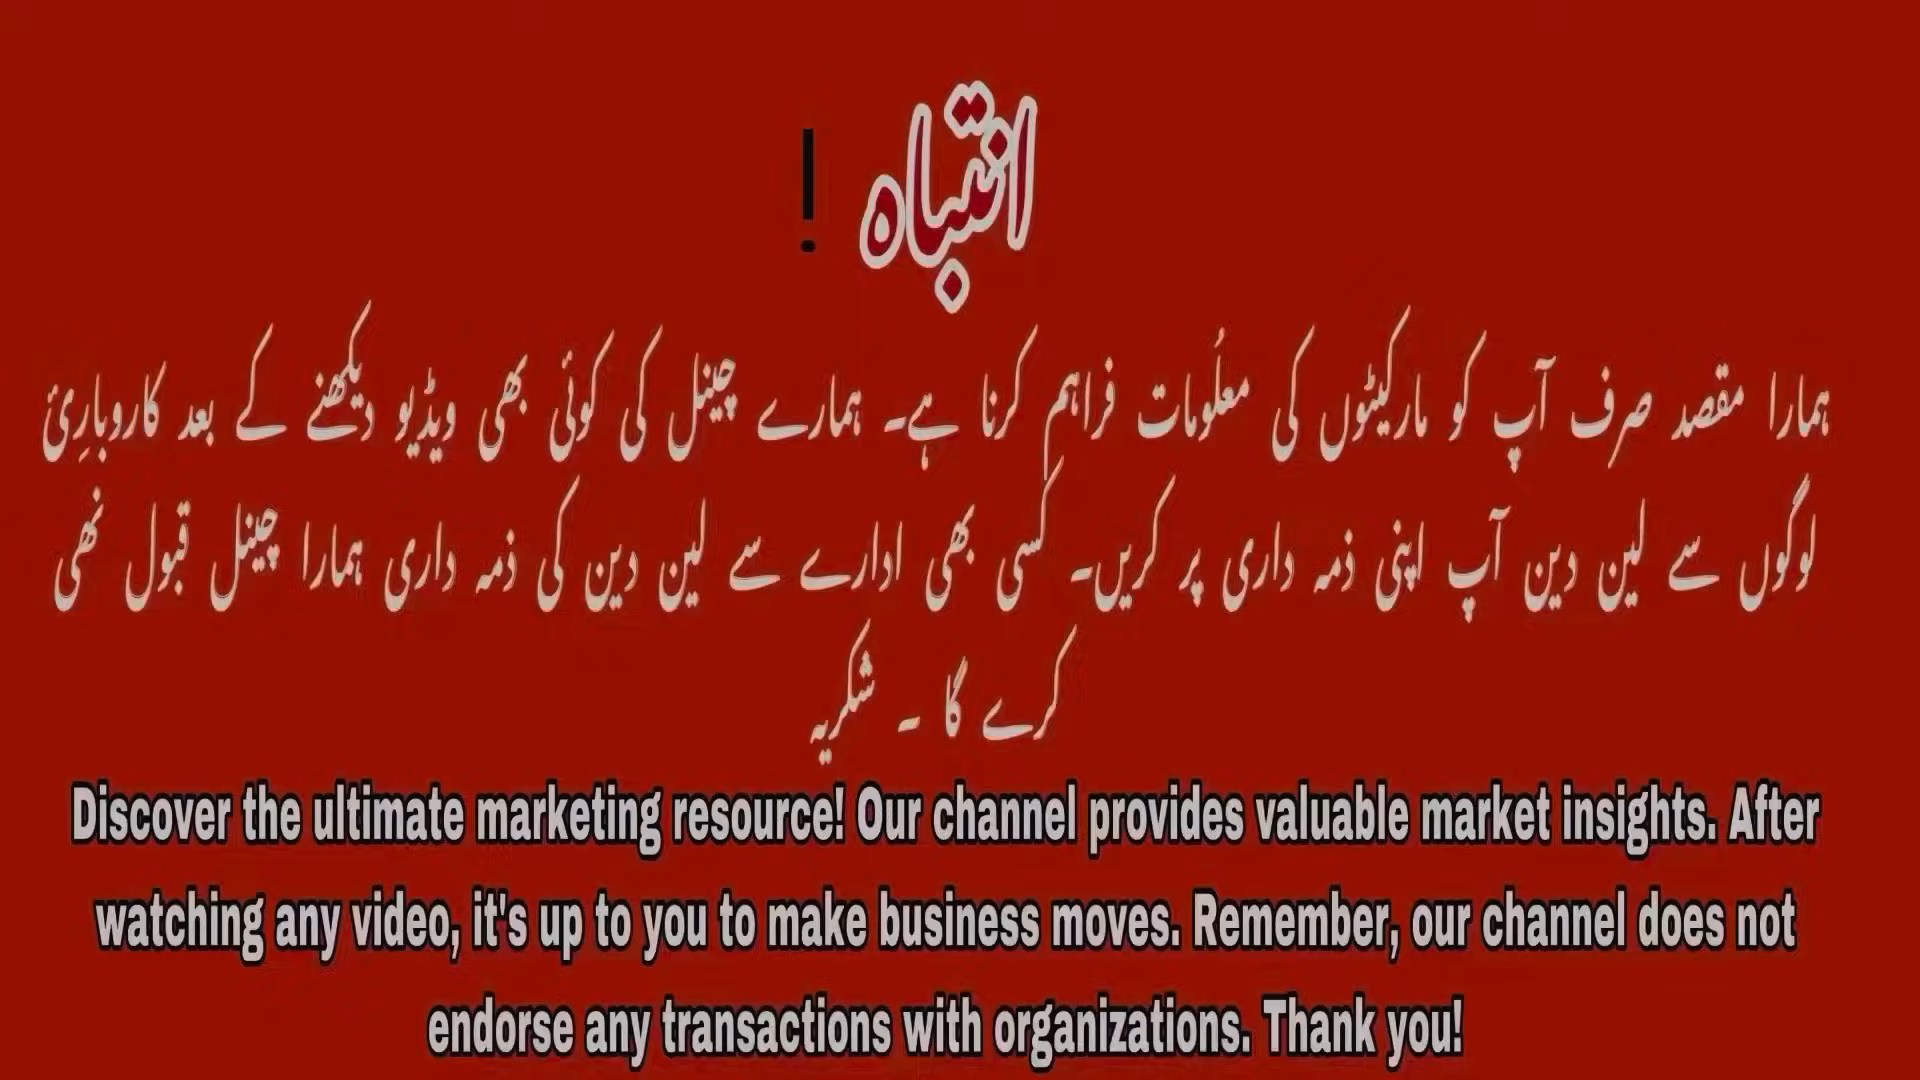 انتباہ !
ہمارا مقصد صرف آپ کو مارکیٹوں کی معلُومات فراہم کرنا ہے۔ ہمارے چینل کی کوئی بھی ویڈیو دیکھنے کے بعد کاروبارِئ
لوگوں سے لین دین آپ اپنی ذمہ داری پر کریں۔ کسی بھی ادارے سے لین دین کی ذمہ داری ہمارا چینل قبول نھی
کرے گا ۔ شکریہ
Discover the ultimate marketing resource! Our channel provides valuable market insights. After
watching any video, it's up to you to make business moves. Remember, our channel does not
endorse any transactions with organizations. Thank you!